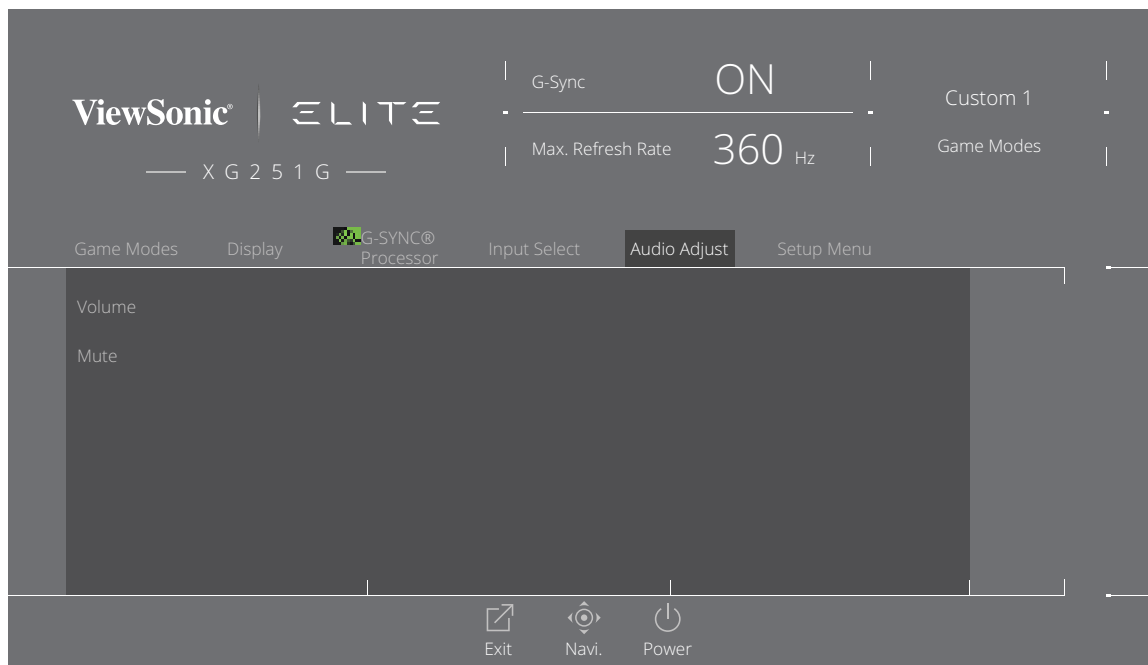 ViewSonic® ELITE
XG251G
G-Sync ON
Max. Refresh Rate 360 Hz
Custom 1
Game Modes
Game Modes
Display
G-SYNC®
Processor
Input Select
Audio Adjust
Setup Menu
Volume
Mute
Exit
Navi.
Power